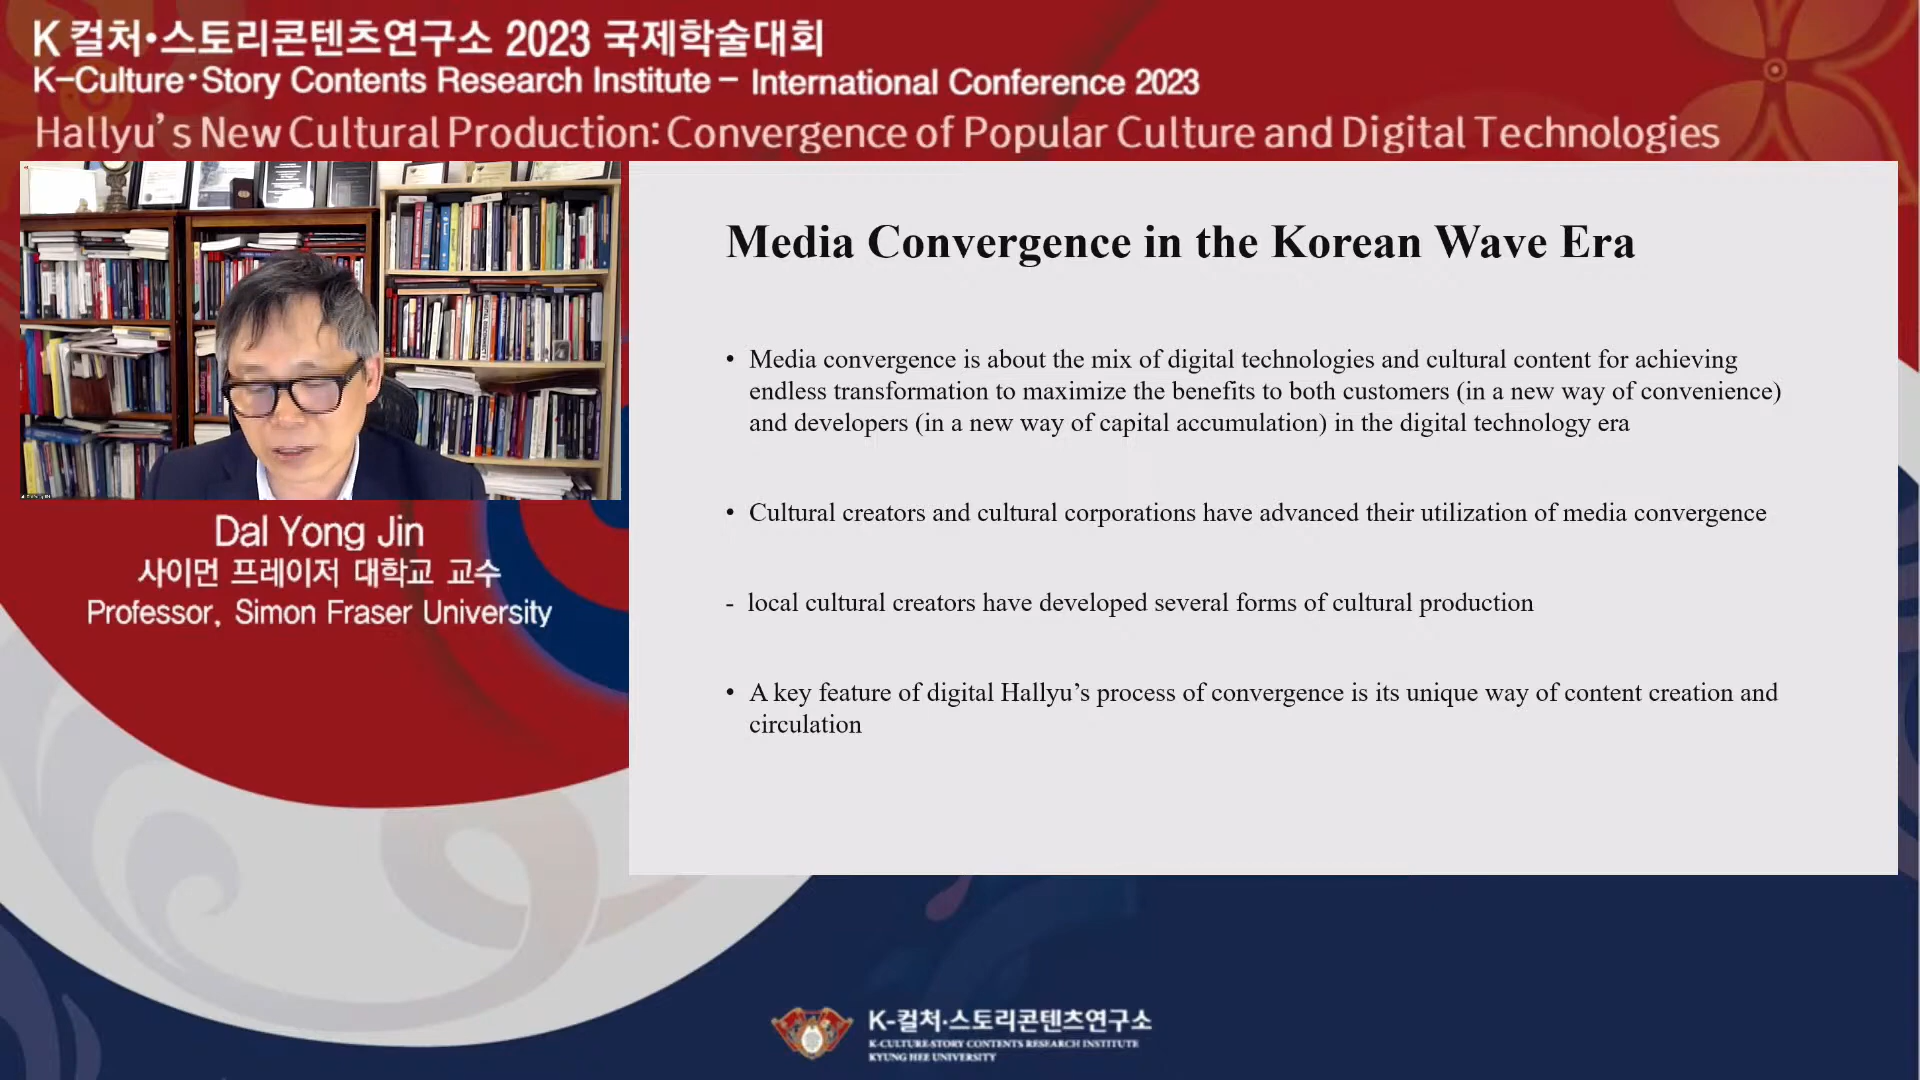 K 컬처•스토리콘텐츠연구소 2023 국제학술대회
K-Culture•Story Contents Research Institute - International Conference 2023
Hallyu's New Cultural Production: Convergence of Popular Culture and Digital Technologies
Dal Yong Jin
사이먼 프레이저 대학교 교수
Professor, Simon Fraser University
Media Convergence in the Korean Wave Era
• Media convergence is about the mix of digital technologies and cultural content for achieving
endless transformation to maximize the benefits to both customers (in a new way of convenience)
and developers (in a new way of capital accumulation) in the digital technology era
• Cultural creators and cultural corporations have advanced their utilization of media convergence
- local cultural creators have developed several forms of cultural production
• A key feature of digital Hallyu’s process of convergence is its unique way of content creation and
circulation
K-컬처•스토리콘텐츠연구소
K-CULTURE•STORY CONTENTS RESEARCH INSTITUTE
KYUNG HEE UNIVERSITY